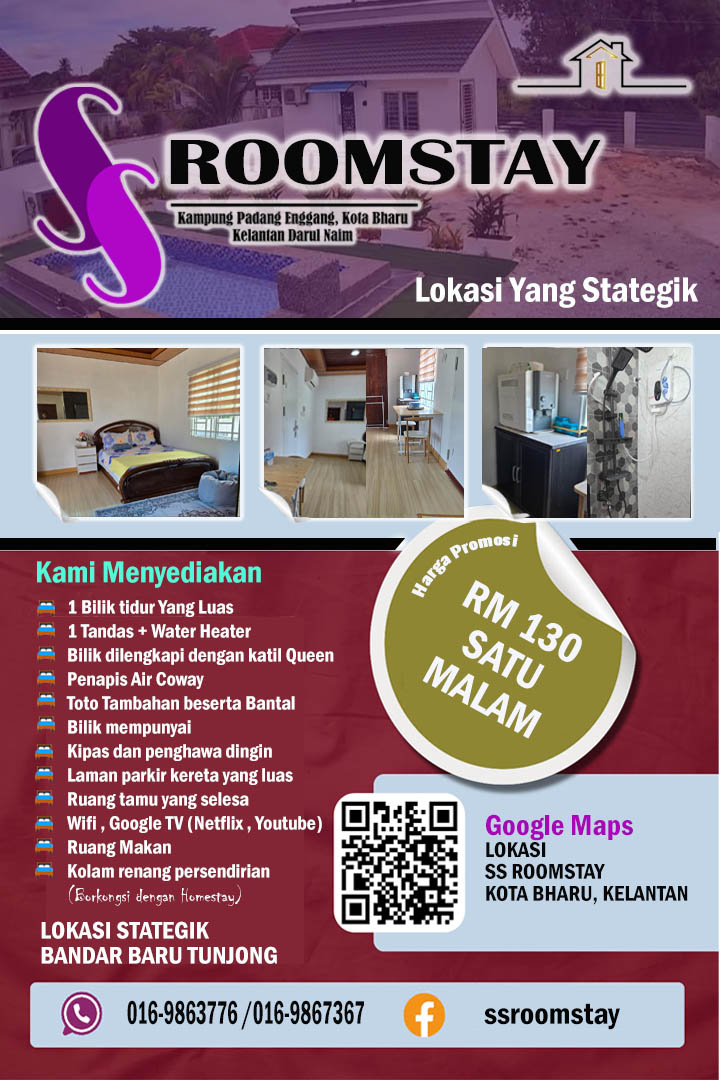 SS ROOMSTAY
Kampung Padang Enggang, Kota Bharu
Kelantan Darul Naim
Lokasi Yang Stategik
Kami Menyediakan
1 Bilik tidur Yang Luas
1 Tandas + Water Heater
Bilik dilengkapi dengan katil Queen
Penapis Air Coway
Toto Tambahan beserta Bantal
Bilik mempunyai
Kipas dan penghawa dingin
Laman parkir kereta yang luas
Ruang tamu yang selesa
Wifi , Google TV (Netflix , Youtube)
Ruang Makan
Kolam renang persendirian
(Borkongsi dengan Homestay)
LOKASI STATEGIK
BANDAR BARU TUNJONG
Harga Promosi
RM 130
SATU
MALAM
Google Maps
LOKASI
SS ROOMSTAY
KOTA BHARU, KELANTAN
016-9863776 /016-9867367
ssroomstay